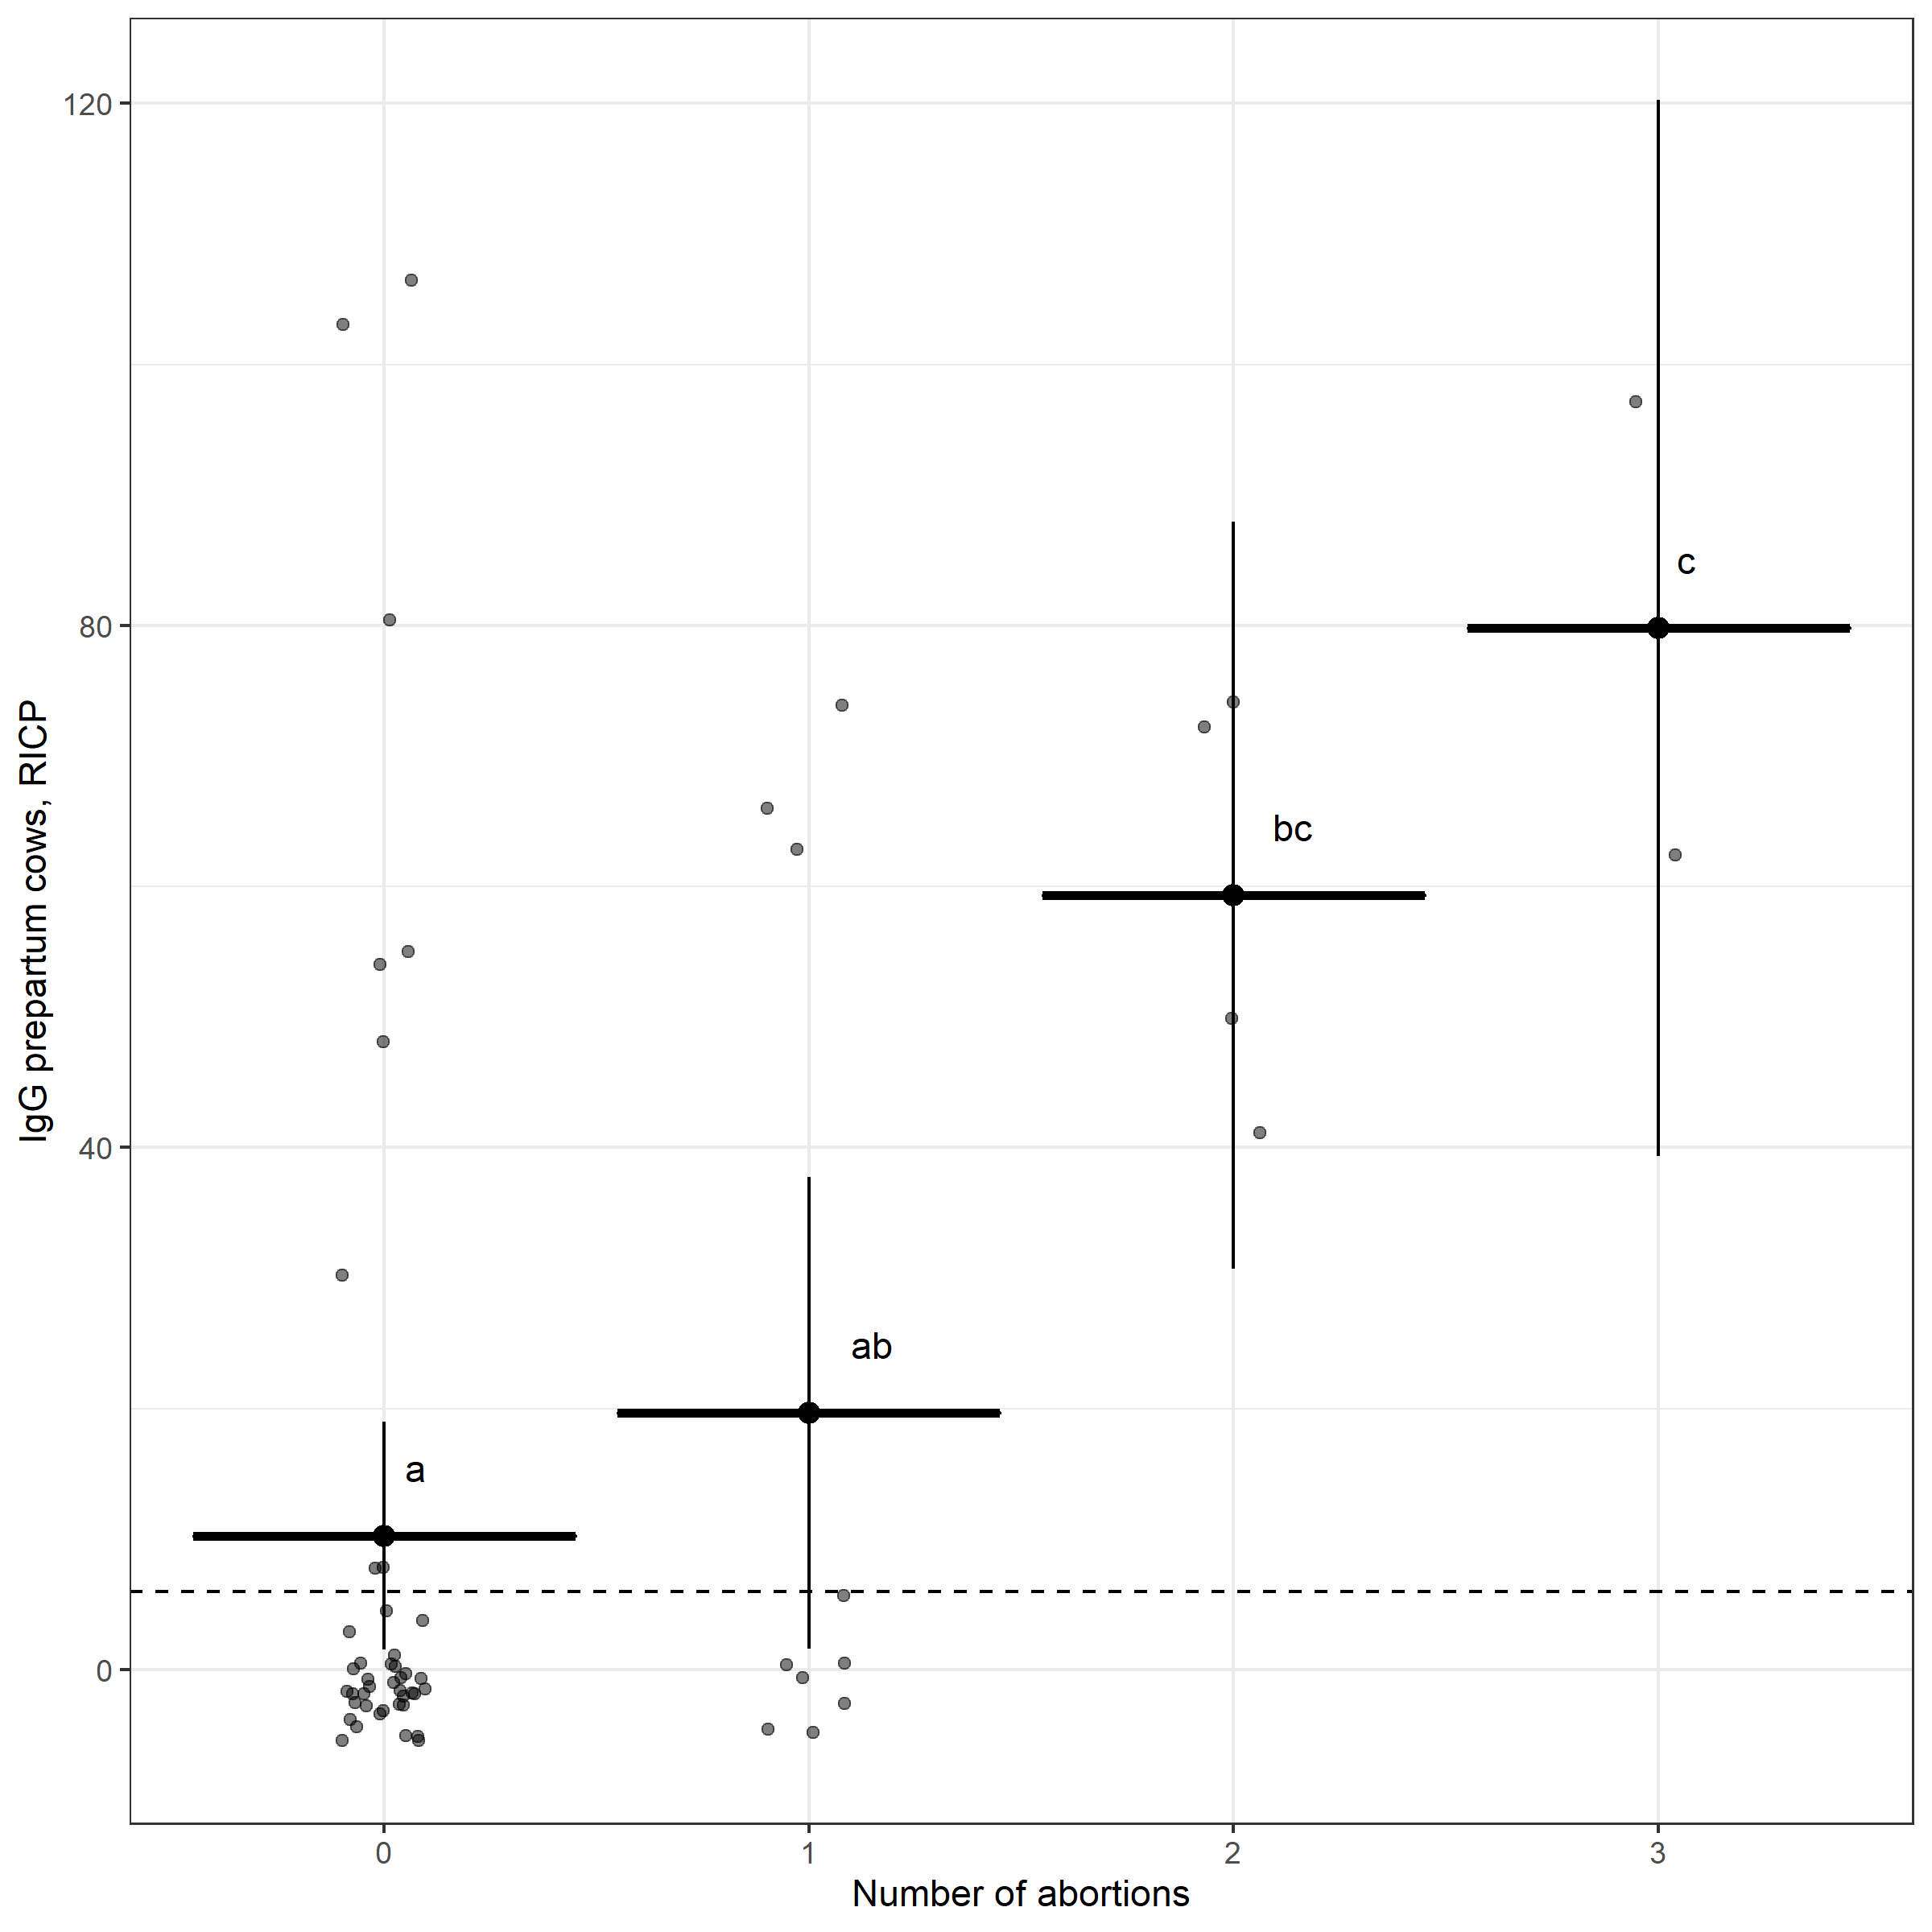 IgG prepartum cows, RICP
120
80
40
0
c
bc
ab
a
0 1 2 3
Number of abortions